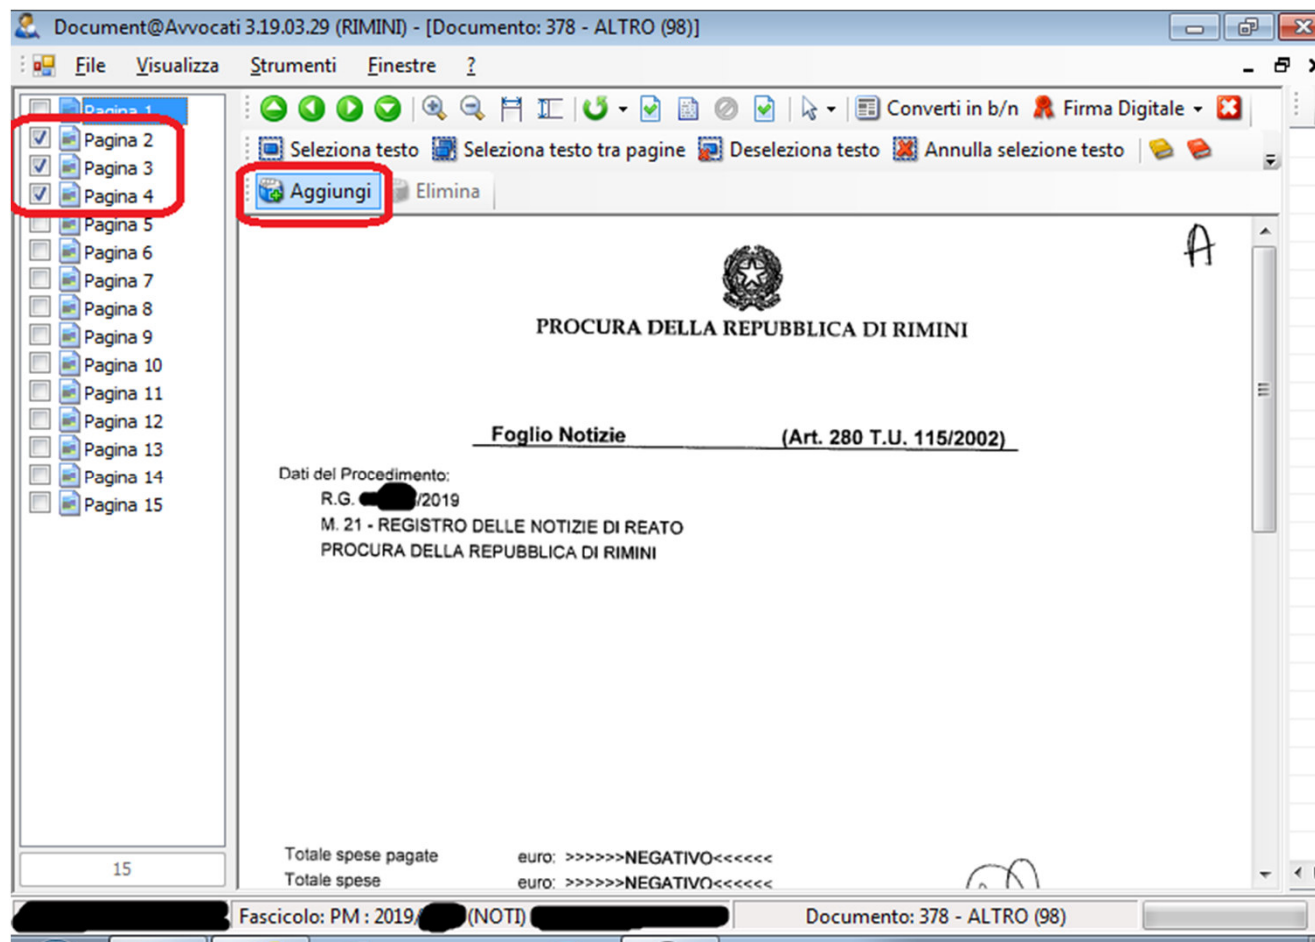 Document@Avvocati 3.19.03.29 (RIMINI) - [Documento: 378 - ALTRO (98)]
File Visualizza Strumenti Finestre ?
Pagina 1
Pagina 2
Pagina 3
Pagina 4
Pagina 5
Pagina 6
Pagina 7
Pagina 8
Pagina 9
Pagina 10
Pagina 11
Pagina 12
Pagina 13
Pagina 14
Pagina 15
15
Converti in b/n Firma Digitale
Seleziona testo Seleziona testo tra pagine Deseleziona testo Annulla selezione testo
Aggiungi Elimina
A
PROCURA DELLA REPUBBLICA DI RIMINI
Foglio Notizie (Art. 280 T.U. 115/2002)
Dati del Procedimento:
R.G. /2019
M. 21 - REGISTRO DELLE NOTIZIE DI REATO
PROCURA DELLA REPUBBLICA DI RIMINI
Totale spese pagate euro: >>>>>>NEGATIVO<<<<<<
Totale spese euro: >>>>>>NEGATIVO<<<<<<
Fascicolo: PM : 2019/ (NOTI) Documento: 378 - ALTRO (98)